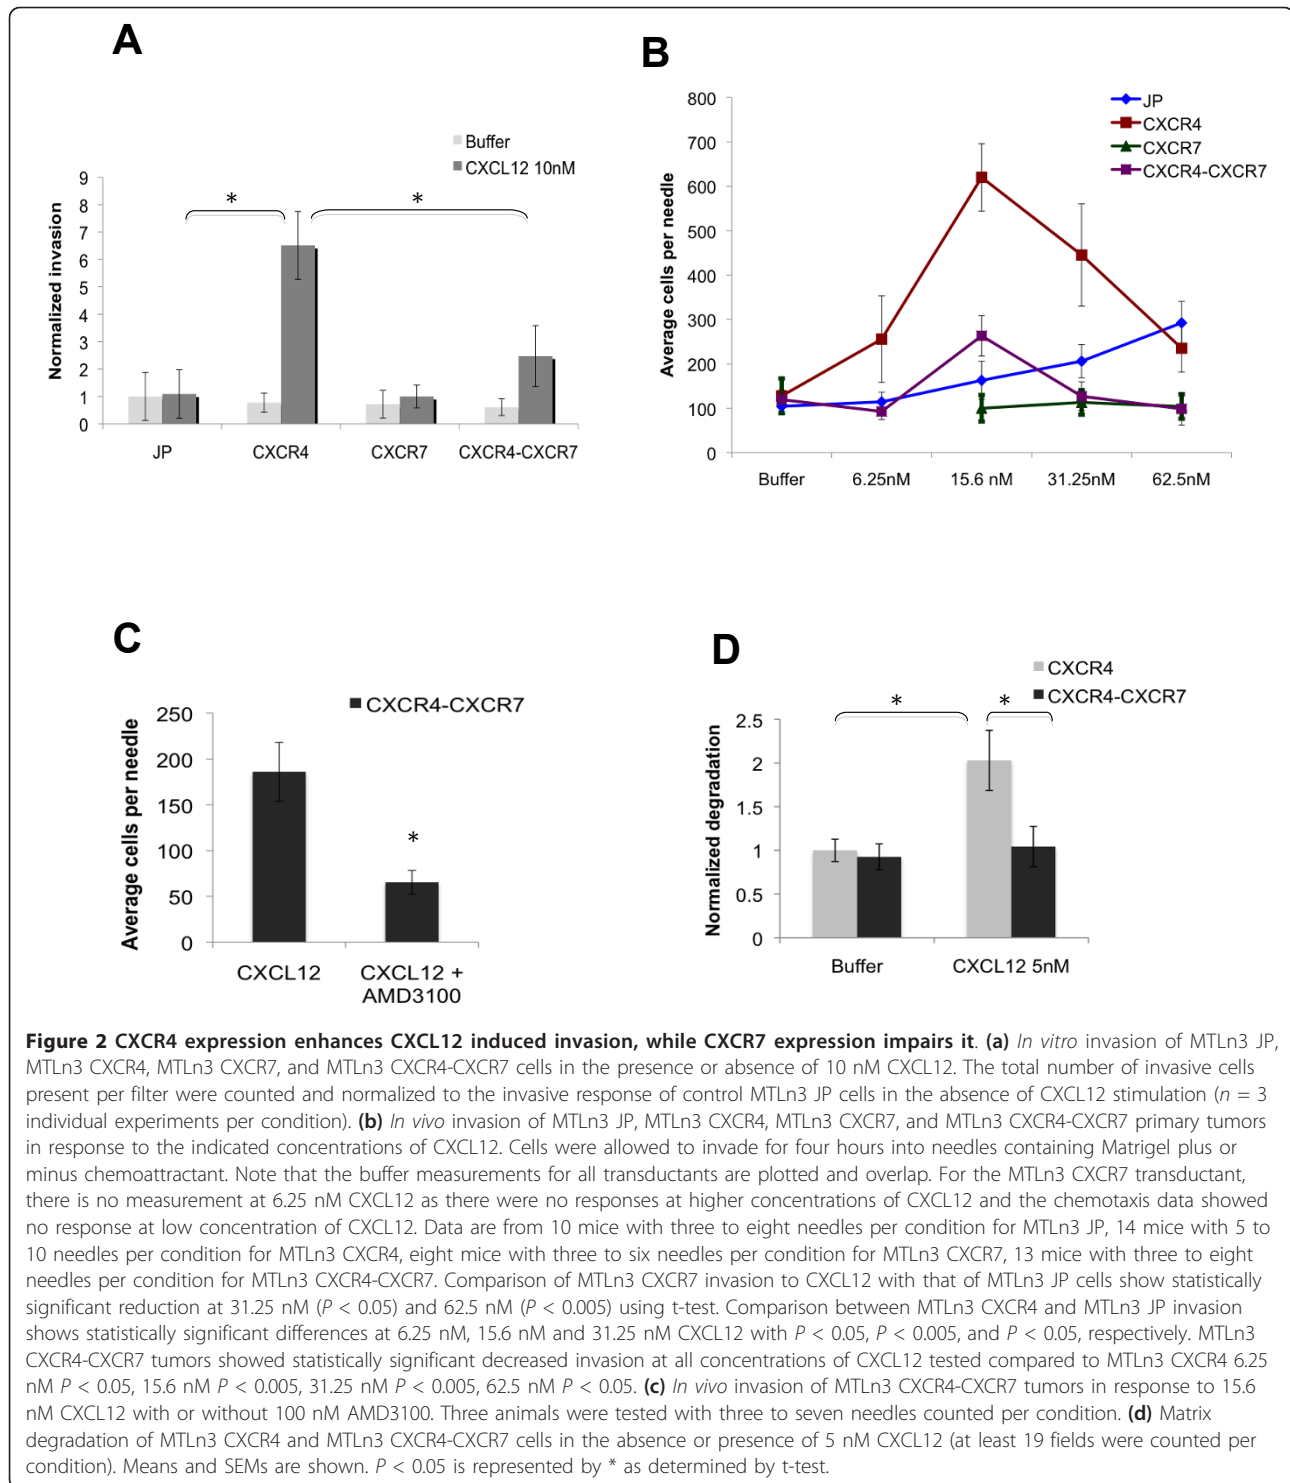 A
Buffer
CXCL12 10nM
Normalized invasion
9
8
7
6
5
4
3
2
1
0
*
*
JP
CXCR4
CXCR7
CXCR4-CXCR7
B
JP
CXCR4
CXCR7
CXCR4-CXCR7
Average cells per needle
800
700
600
500
400
300
200
100
0
Buffer
6.25nM
15.6 nM
31.25nM
62.5nM
C
CXCR4-CXCR7
Average cells per needle
250
200
150
100
50
0
*
CXCL12
CXCL12 +
AMD3100
D
CXCR4
CXCR4-CXCR7
Normalized degradation
2.5
2
1.5
1
0.5
0
*
*
Buffer
CXCL12 5nM
Figure 2 CXCR4 expression enhances CXCL12 induced invasion, while CXCR7 expression impairs it. (a) In vitro invasion of MTLn3 JP,
MTLn3 CXCR4, MTLn3 CXCR7, and MTLn3 CXCR4-CXCR7 cells in the presence or absence of 10 nM CXCL12. The total number of invasive cells
present per filter were counted and normalized to the invasive response of control MTLn3 JP cells in the absence of CXCL12 stimulation (n = 3
individual experiments per condition). (b) In vivo invasion of MTLn3 JP, MTLn3 CXCR4, MTLn3 CXCR7, and MTLn3 CXCR4-CXCR7 primary tumors
in response to the indicated concentrations of CXCL12. Cells were allowed to invade for four hours into needles containing Matrigel plus or
minus chemoattractant. Note that the buffer measurements for all transductants are plotted and overlap. For the MTLn3 CXCR7 transductant,
there is no measurement at 6.25 nM CXCL12 as there were no responses at higher concentrations of CXCL12 and the chemotaxis data showed
no response at low concentration of CXCL12. Data are from 10 mice with three to eight needles per condition for MTLn3 JP, 14 mice with 5 to
10 needles per condition for MTLn3 CXCR4, eight mice with three to six needles per condition for MTLn3 CXCR7, 13 mice with three to eight
needles per condition for MTLn3 CXCR4-CXCR7. Comparison of MTLn3 CXCR7 invasion to CXCL12 with that of MTLn3 JP cells show statistically
significant reduction at 31.25 nM (P < 0.05) and 62.5 nM (P < 0.005) using t-test. Comparison between MTLn3 CXCR4 and MTLn3 JP invasion
shows statistically significant differences at 6.25 nM, 15.6 nM and 31.25 nM CXCL12 with P < 0.05, P < 0.005, and P < 0.05, respectively. MTLn3
CXCR4-CXCR7 tumors showed statistically significant decreased invasion at all concentrations of CXCL12 tested compared to MTLn3 CXCR4 6.25
nM P < 0.05, 15.6 nM P < 0.005, 31.25 nM P < 0.005, 62.5 nM P < 0.05. (c) In vivo invasion of MTLn3 CXCR4-CXCR7 tumors in response to 15.6
nM CXCL12 with or without 100 nM AMD3100. Three animals were tested with three to seven needles counted per condition. (d) Matrix
degradation of MTLn3 CXCR4 and MTLn3 CXCR4-CXCR7 cells in the absence or presence of 5 nM CXCL12 (at least 19 fields were counted per
condition). Means and SEMs are shown. P < 0.05 is represented by * as determined by t-test.